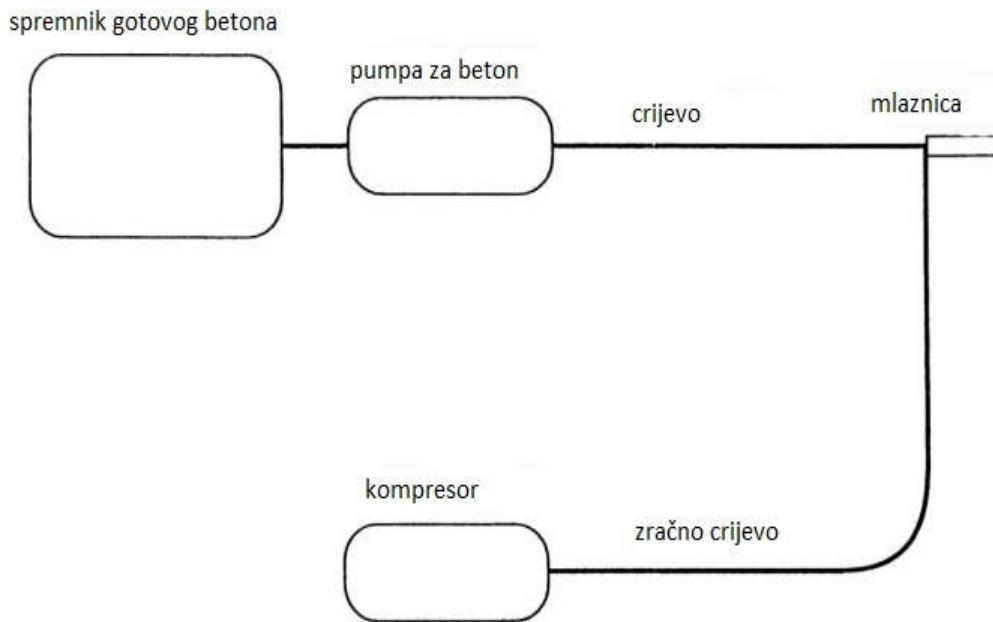 spremnik gotovog betona
pumpa za beton
crijevo
mlaznica
kompresor
zračno crijevo